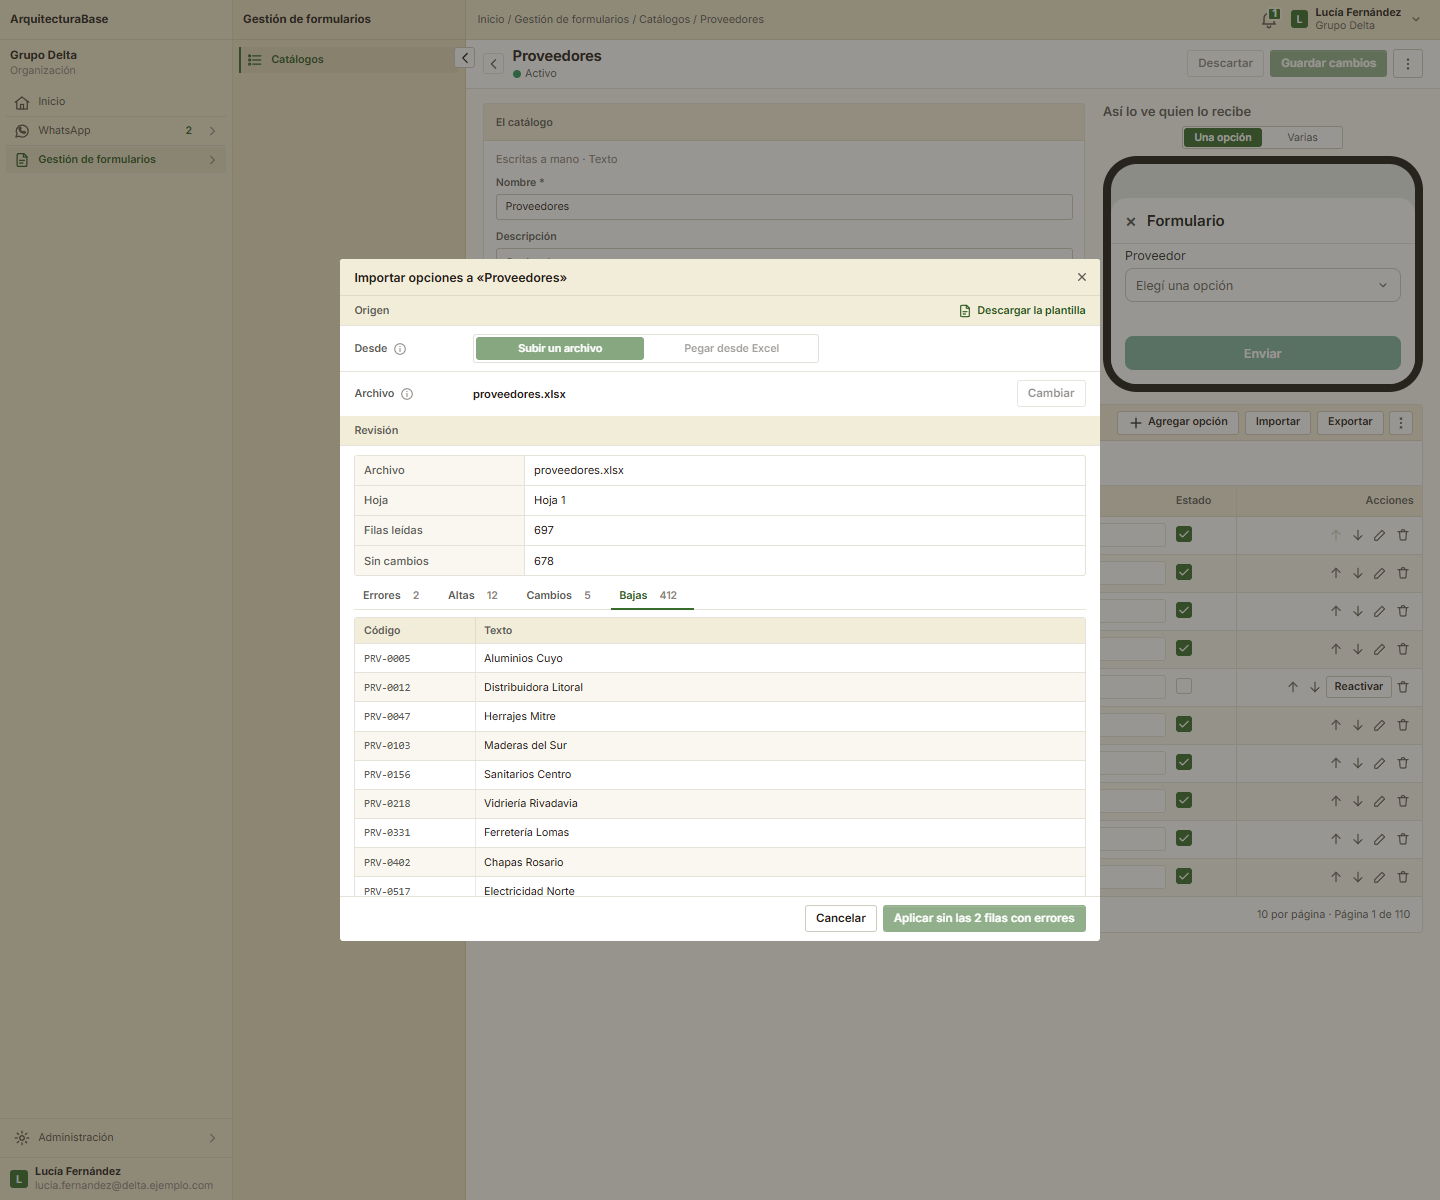 ArquitecturaBase
Gestión de formularios
Inicio / Gestión de formularios / Catálogos / Proveedores
1
L
Lucía Fernández
Grupo Delta
Grupo Delta
Organización
Inicio
WhatsApp 2
Gestión de formularios
Catálogos
Proveedores
Activo
Descartar
Guardar cambios
El catálogo
Escritas a mano · Texto
Nombre *
Proveedores
Descripción
Así lo ve quien lo recibe
Una opción
Varias
Formulario
Proveedor
Elegí una opción
Enviar
Importar opciones a «Proveedores»
Origen
Descargar la plantilla
Desde
Subir un archivo
Pegar desde Excel
Archivo
proveedores.xlsx
Cambiar
Revisión
Archivo proveedores.xlsx
Hoja Hoja 1
Filas leídas 697
Sin cambios 678
Errores 2 Altas 12 Cambios 5 Bajas 412
Código Texto
PRV-0005 Aluminios Cuyo
PRV-0012 Distribuidora Litoral
PRV-0047 Herrajes Mitre
PRV-0103 Maderas del Sur
PRV-0156 Sanitarios Centro
PRV-0218 Vidriería Rivadavia
PRV-0331 Ferretería Lomas
PRV-0402 Chapas Rosario
PRV-0517 Electricidad Norte
Cancelar
Aplicar sin las 2 filas con errores
Agregar opción
Importar
Exportar
Estado
Acciones
Reactivar
10 por página · Página 1 de 110
Administración
L
Lucía Fernández
lucia.fernandez@delta.ejemplo.com